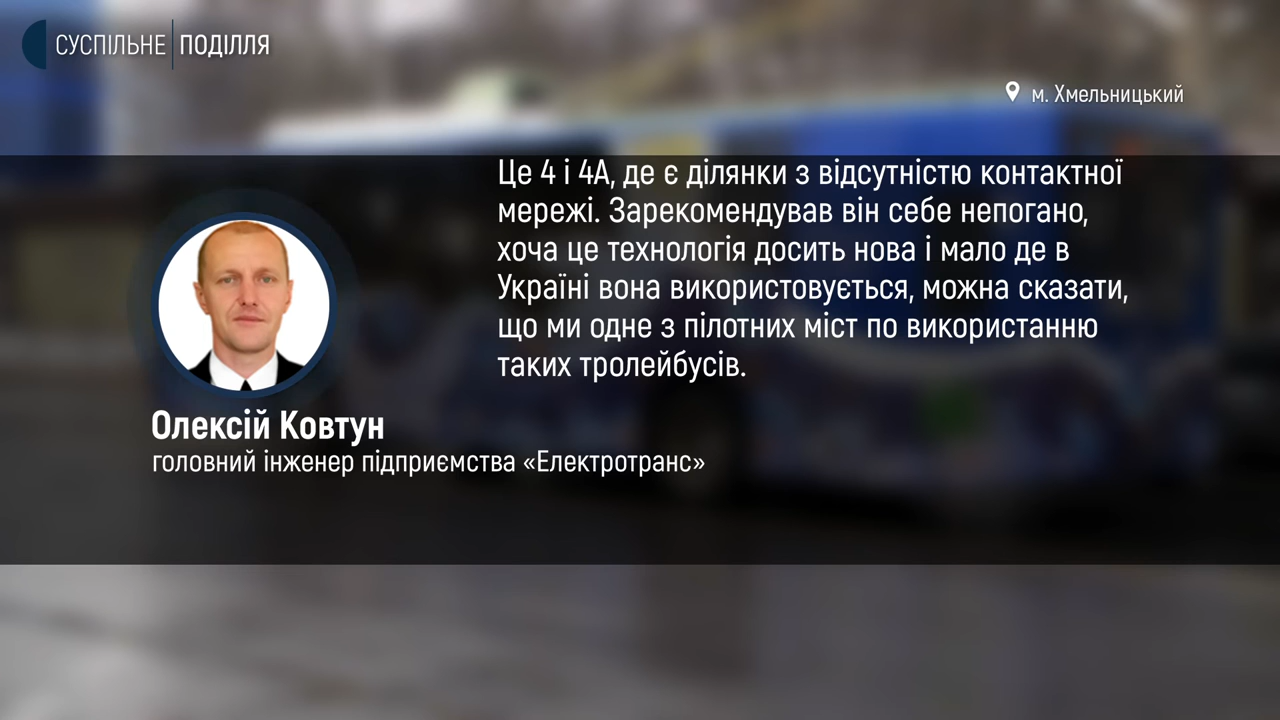 СУСПІЛЬНЕ ПОДІЛЛЯ
м. Хмельницький
Це 4 і 4А, де є ділянки з відсутністю контактної
мережі. Зарекомендував він себе непогано,
хоча це технологія досить нова і мало де в
Україні вона використовується, можна сказати,
що ми одне з пілотних міст по використанню
таких тролейбусів.
Олексій Ковтун
головний інженер підприємства «Електротранс»